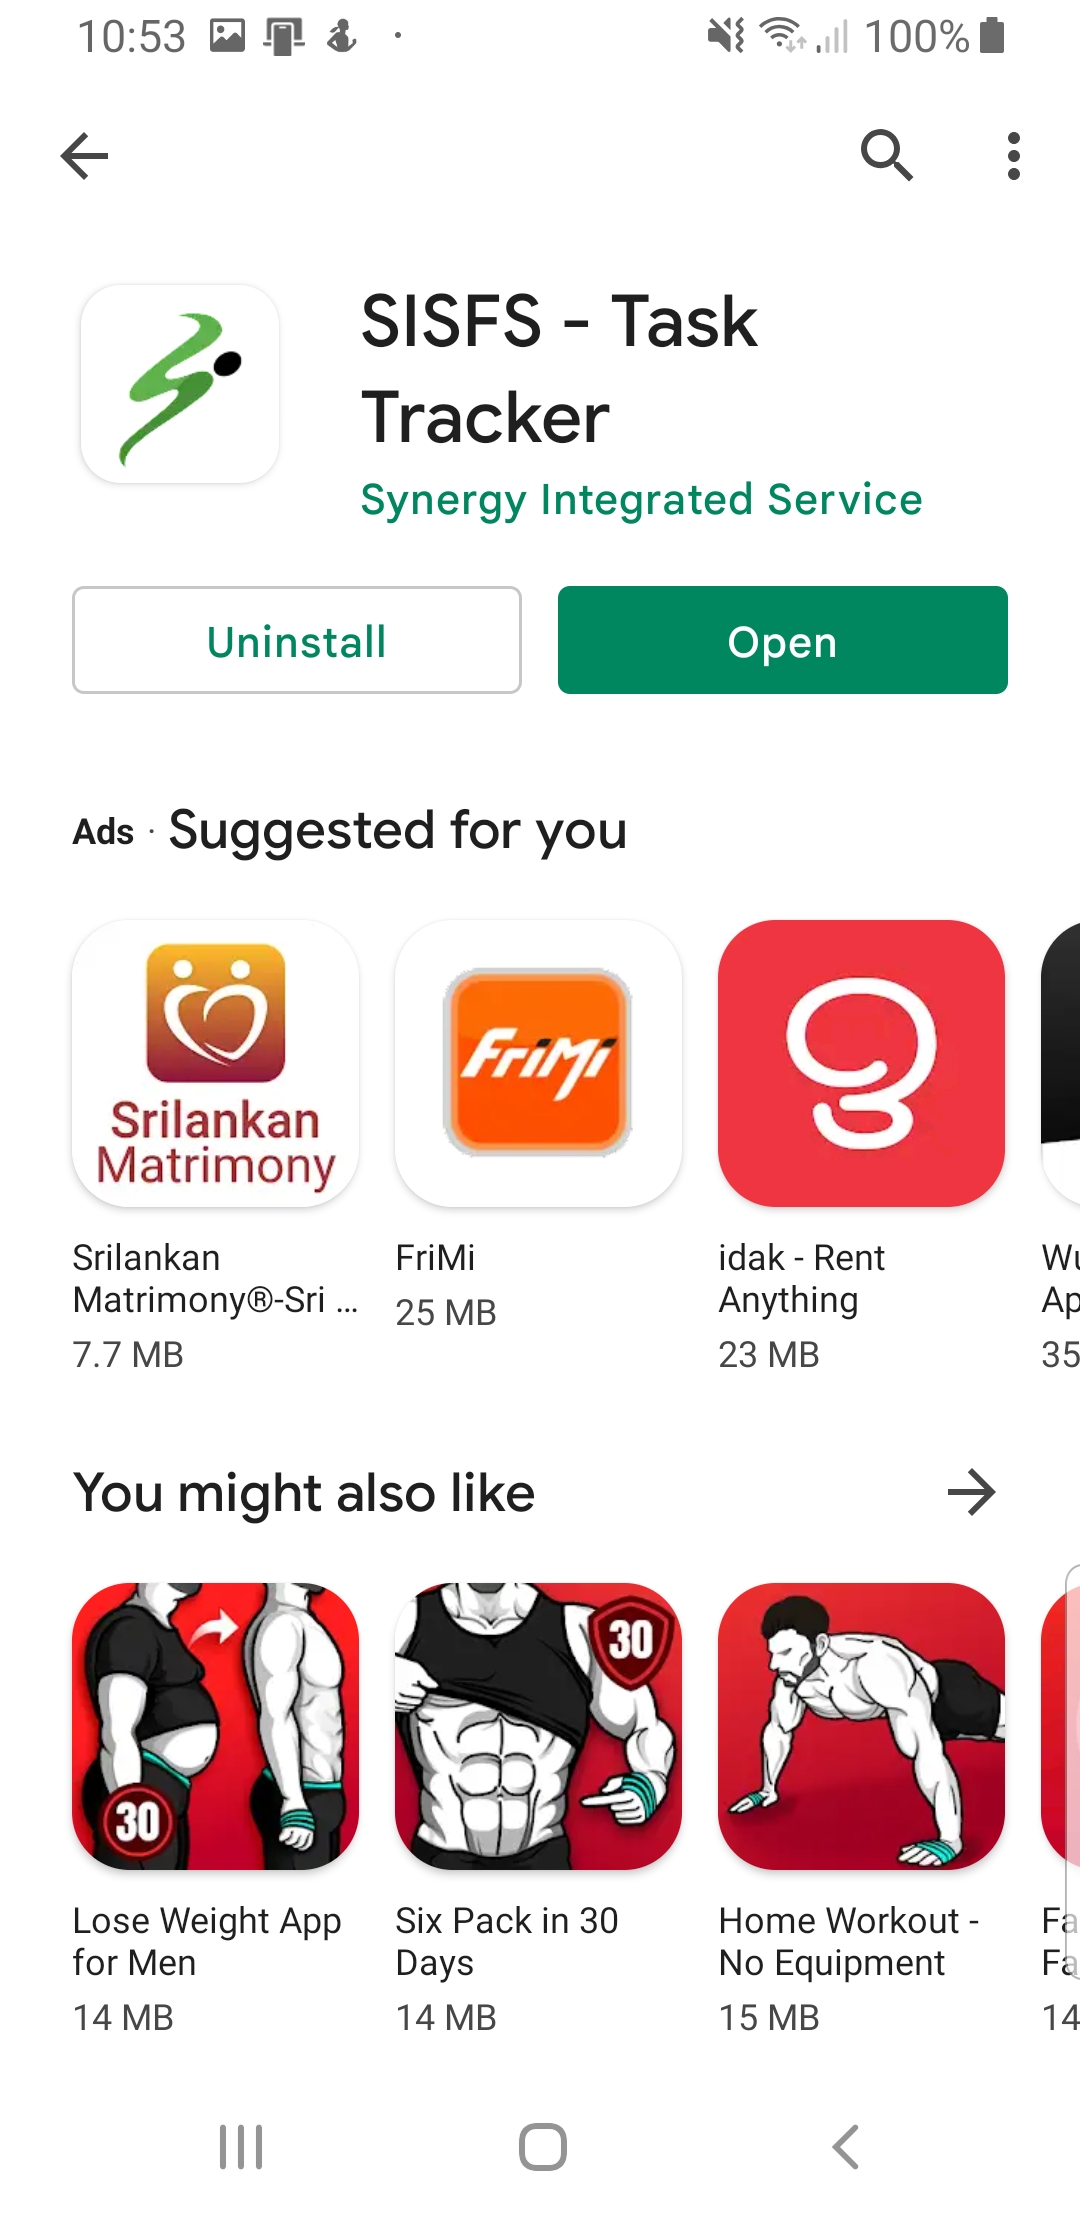 10:53
100%
SISFS - Task
Tracker
Synergy Integrated Service
Uninstall
Open
Ads · Suggested for you
Srilankan
Matrimony
FriMi
ඉ
Srilankan
Matrimony®-Sri ...
7.7 MB
FriMi
25 MB
idak - Rent
Anything
23 MB
35
You might also like
30
30
Lose Weight App
for Men
14 MB
Six Pack in 30
Days
14 MB
Home Workout -
No Equipment
15 MB
14